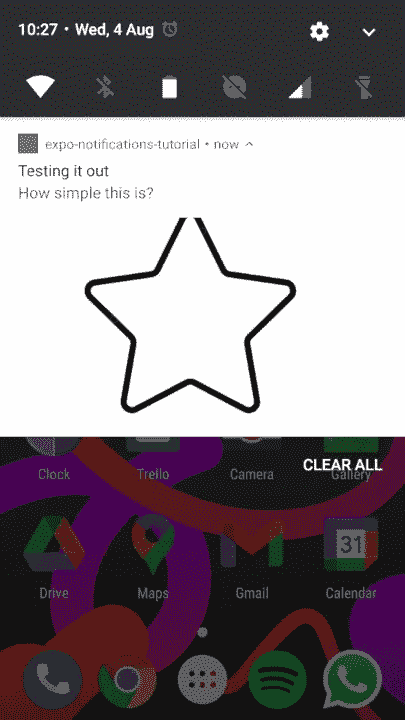 10:27 • Wed, 4 Aug
expo-notifications-tutorial • now
Testing it out
How simple this is?
CLEAR ALL
Clock
Trello
Camera
Gallery
31
Drive
Maps
Gmail
Calendar